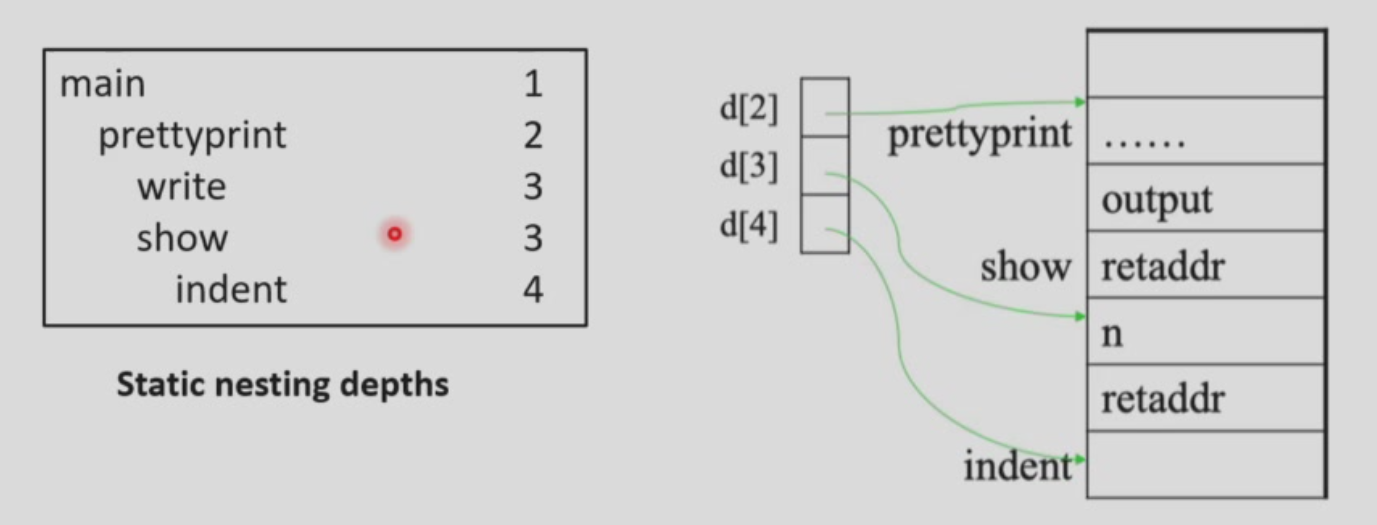 main 1
prettyprint 2
write 3
show 3
indent 4
Static nesting depths
d[2]
d[3]
d[4]
prettyprint
show
indent
......
output
retaddr
n
retaddr